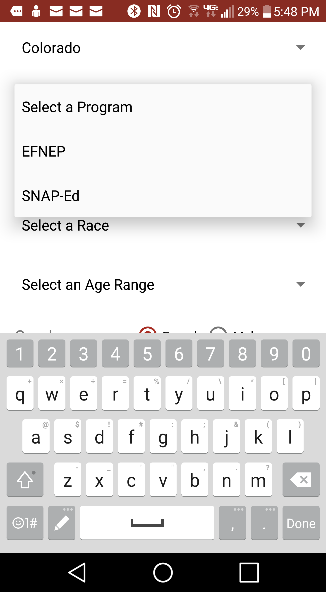 29% 5:48 PM
Colorado
Select a Program
EFNEP
SNAP-Ed
Select a Race
Select an Age Range
1 2 3 4 5 6 7 8 9 0
q w e r t y u i o p
a s d f g h j k l
z x c v b n m
1# , . Done